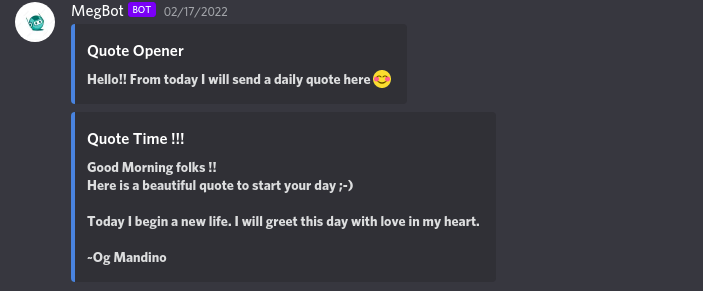 MegBot BOT 02/17/2022
Quote Opener
Hello!! From today I will send a daily quote here 😊
Quote Time !!!
Good Morning folks !!
Here is a beautiful quote to start your day ;-)
Today I begin a new life. I will greet this day with love in my heart.
~Og Mandino